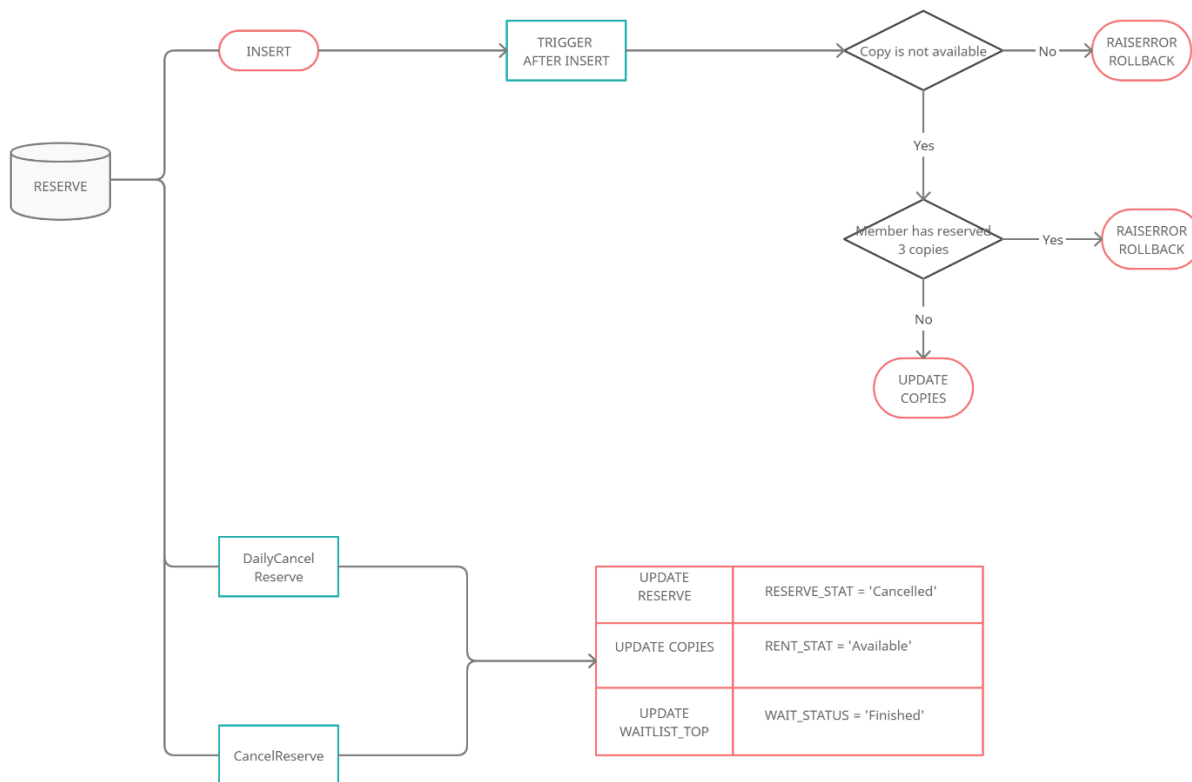 INSERT
TRIGGER
AFTER INSERT
Copy is not available
No
RAISERROR
ROLLBACK
Yes
RESERVE
Member has reserved
3 copies
Yes
RAISERROR
ROLLBACK
No
UPDATE
COPIES
DailyCancel
Reserve
UPDATE
RESERVE
RESERVE_STAT = 'Cancelled'
UPDATE COPIES
RENT_STAT = 'Available'
UPDATE
WAITLIST_TOP
WAIT_STATUS = 'Finished'
CancelReserve